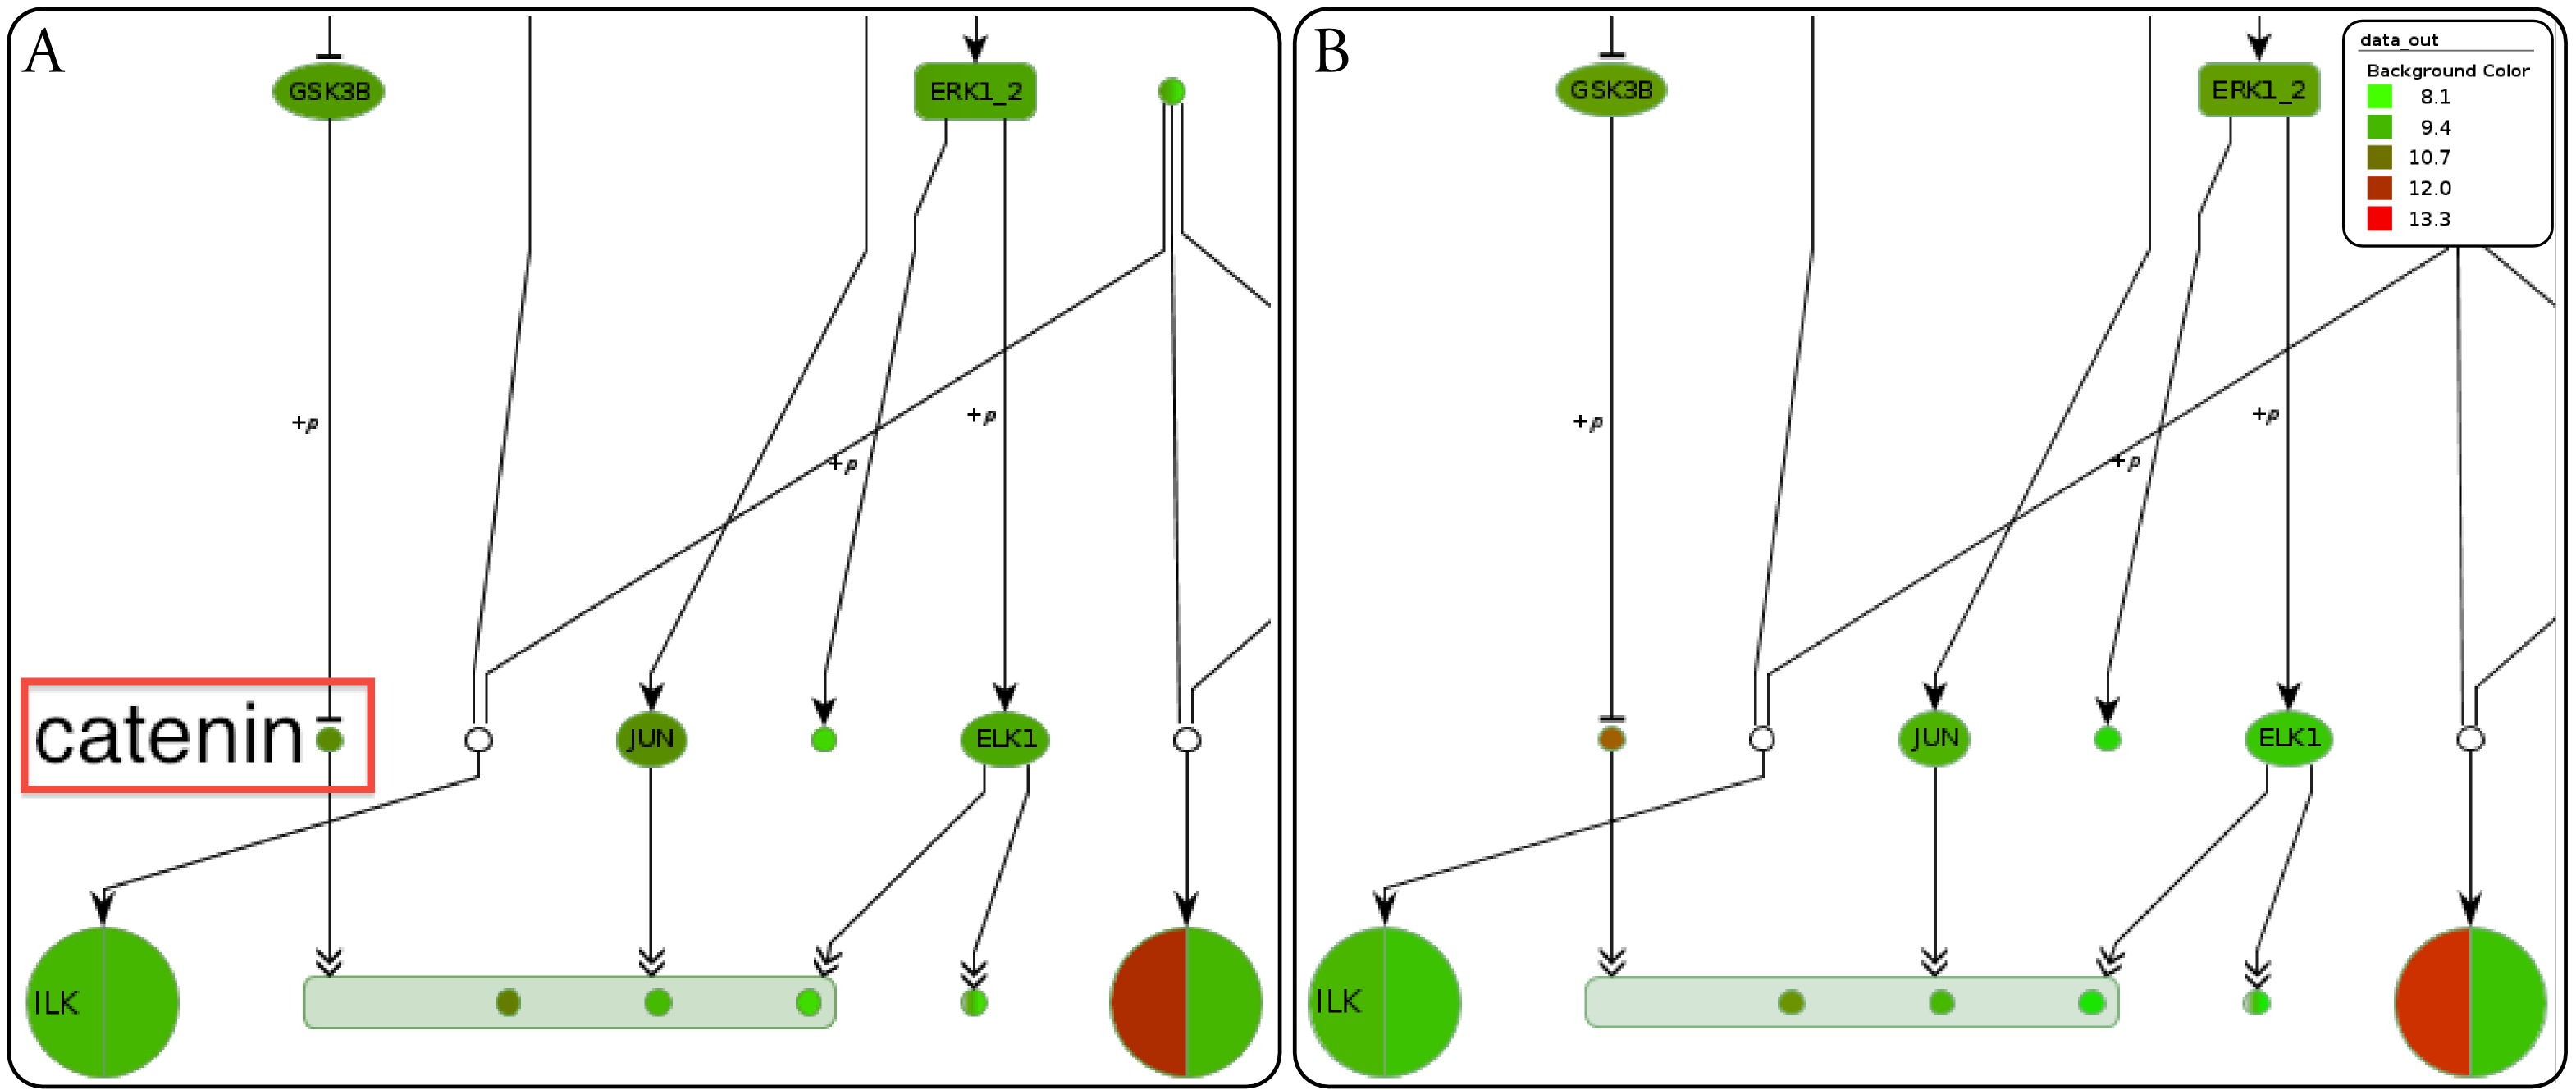 A
GSK3B
ERK1_2
+p
+p
+p
catenin
JUN
ELK1
ILK
B
GSK3B
ERK1_2
data_out
Background Color
8.1
9.4
10.7
12.0
13.3
+p
+p
+p
JUN
ELK1
ILK